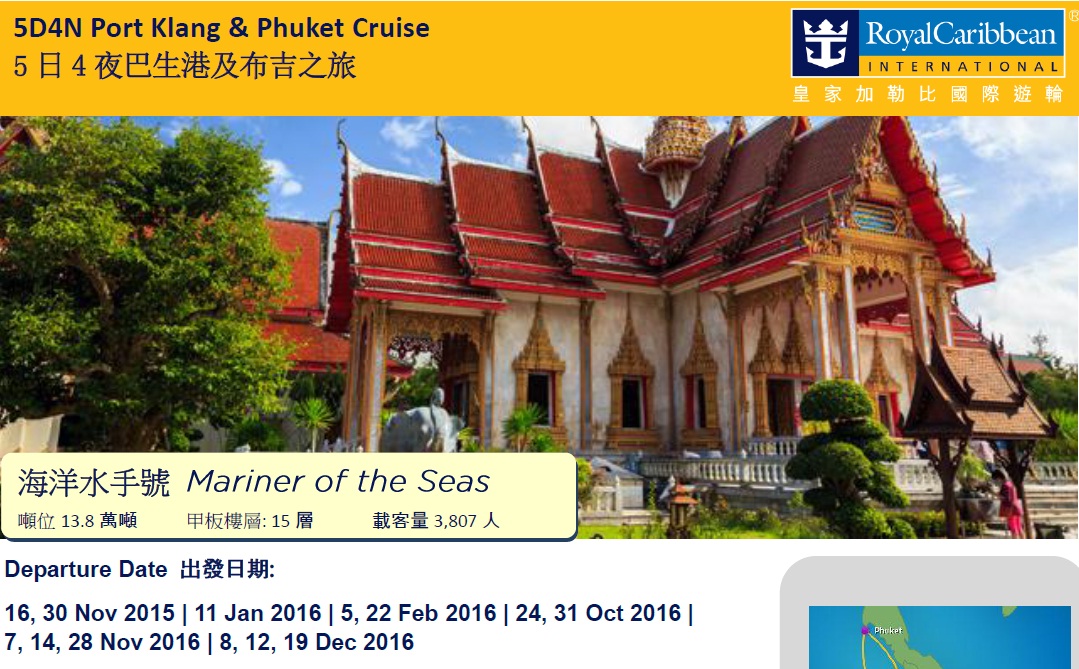 5D4N Port Klang & Phuket Cruise
5 日 4 夜巴生港及布吉之旅
RoyalCaribbean®
INTERNATIONAL
皇家加勒比國際遊輪
海洋水手號 Mariner of the Seas
噸位 13.8 萬噸 甲板樓層: 15 層 載客量 3,807 人
Departure Date 出發日期:
16, 30 Nov 2015 | 11 Jan 2016 | 5, 22 Feb 2016 | 24, 31 Oct 2016 |
7, 14, 28 Nov 2016 | 8, 12, 19 Dec 2016
Phuket